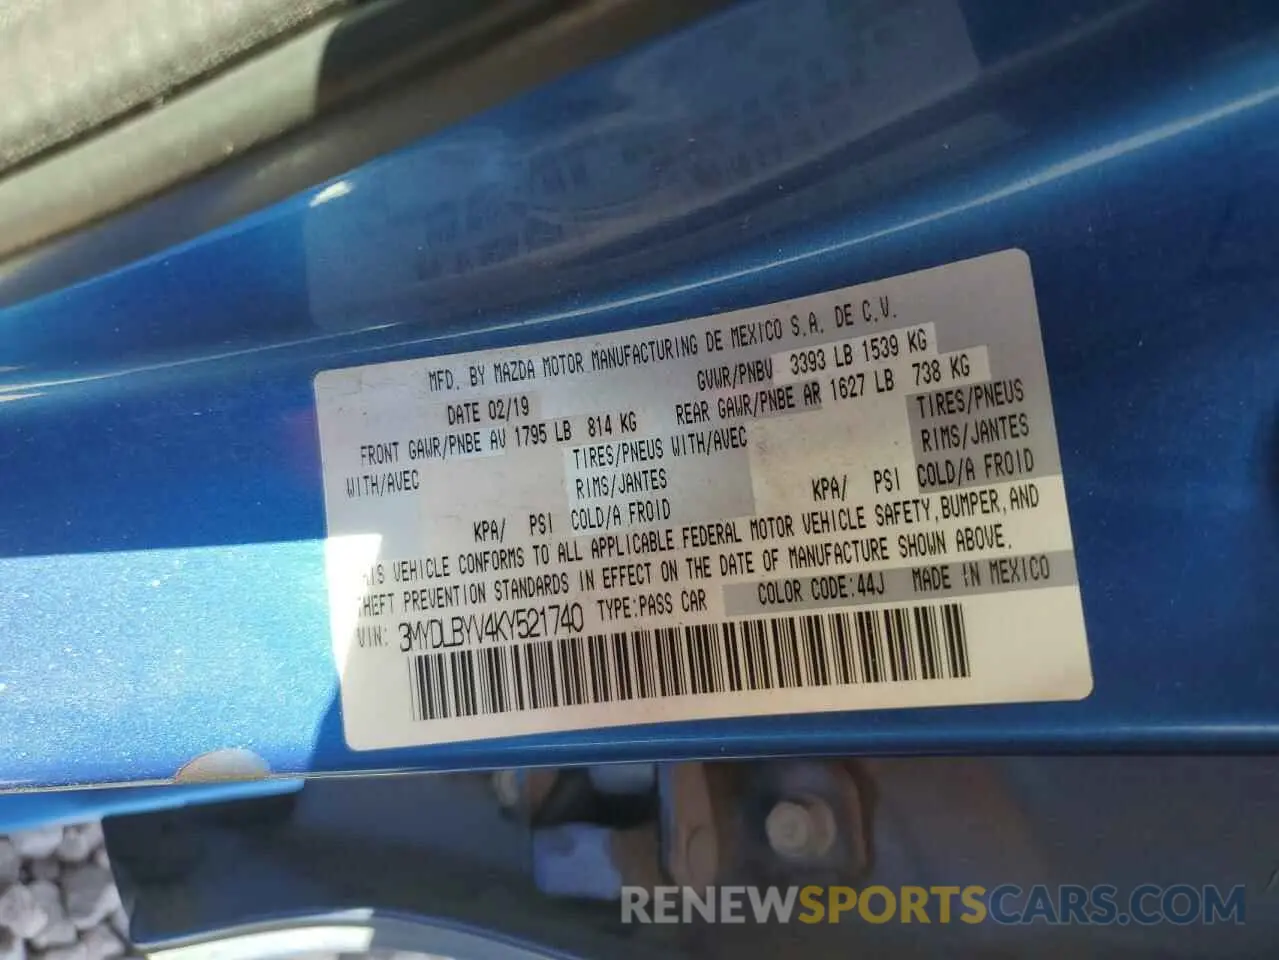 MFD. BY MAZDA MOTOR MANUFACTURING DE MEXICO S.A. DE C.V.
DATE 02/19 GVWR/PNBV 3393 LB 1539 KG
FRONT GAWR/PNBE AV 1795 LB 814 KG REAR GAWR/PNBE AR 1627 LB 738 KG
WITH/AVEC TIRES/PNEUS WITH/AVEC TIRES/PNEUS
RIMS/JANTES RIMS/JANTES
KPA/ PSI COLD/A FROID KPA/ PSI COLD/A FROID
THIS VEHICLE CONFORMS TO ALL APPLICABLE FEDERAL MOTOR VEHICLE SAFETY, BUMPER, AND
THEFT PREVENTION STANDARDS IN EFFECT ON THE DATE OF MANUFACTURE SHOWN ABOVE.
VIN: 3MYDLBYV4KY521740 TYPE:PASS CAR COLOR CODE:44J MADE IN MEXICO
RENEWSPORTSCARS.COM